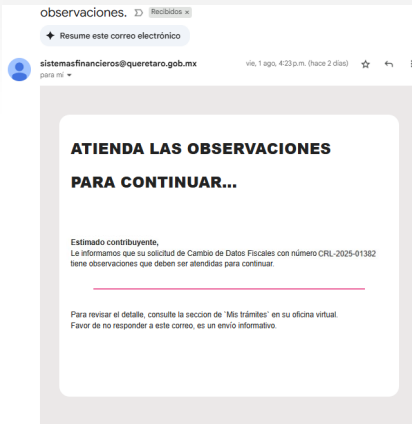 observaciones. Recibidos ×
Resume este correo electrónico
sistemasfinancieros@queretaro.gob.mx vie, 1 ago, 4:23 p.m. (hace 2 días)
para mí
ATIENDA LAS OBSERVACIONES
PARA CONTINUAR...
Estimado contribuyente,
Le informamos que su solicitud de Cambio de Datos Fiscales con número CRL-2025-01382
tiene observaciones que deben ser atendidas para continuar.
Para revisar el detalle, consulte la seccion de `Mis trámites` en su oficina virtual.
Favor de no responder a este correo, es un envío informativo.